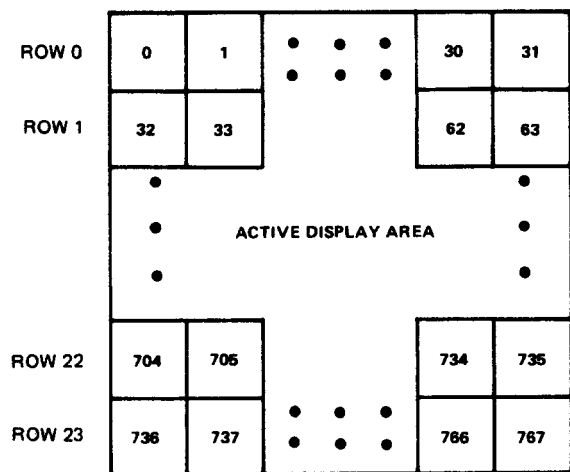 ROW 0 0 1 30 31
ROW 1 32 33 62 63
ACTIVE DISPLAY AREA
ROW 22 704 705 734 735
ROW 23 736 737 766 767